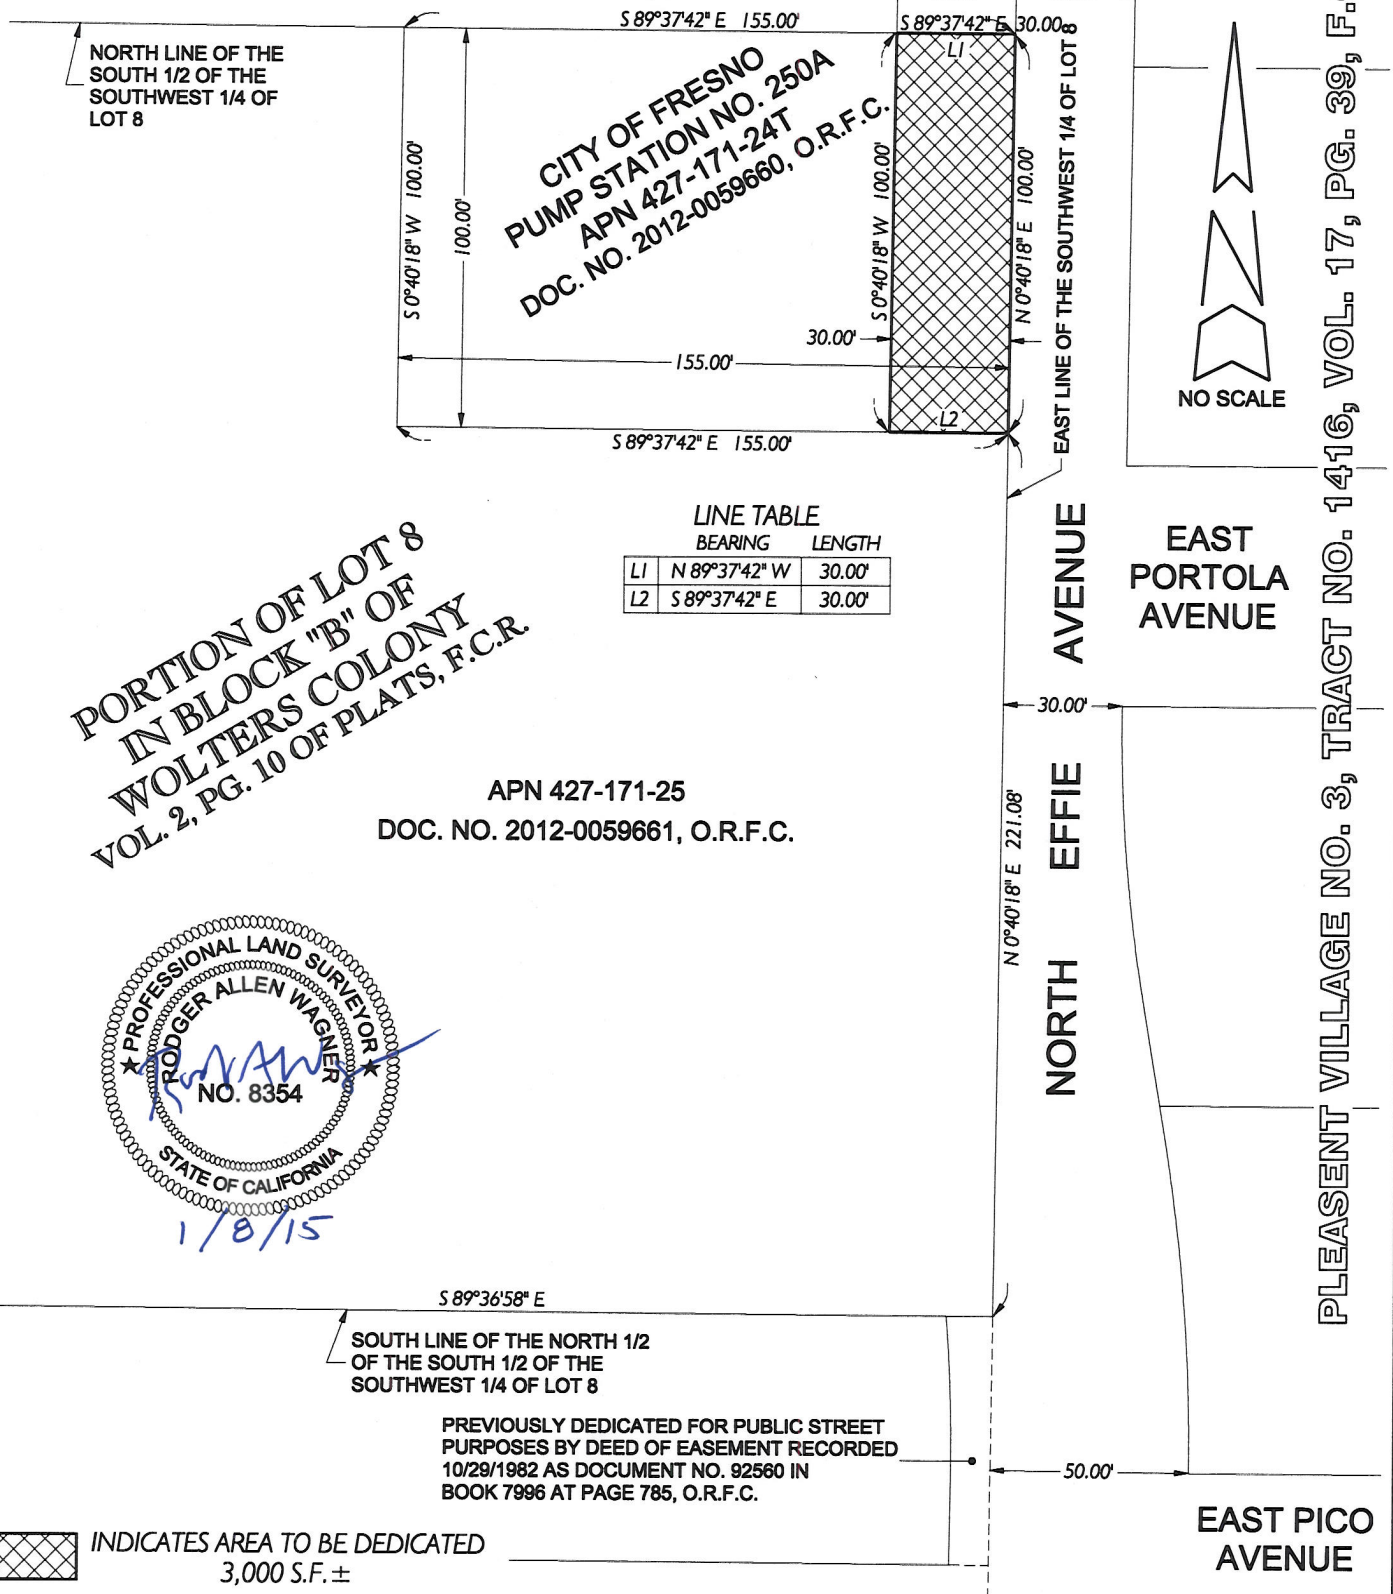 S 89°37'42" E 155.00'
S 89°37'42" E 30.00'
L1
NORTH LINE OF THE
SOUTH 1/2 OF THE
SOUTHWEST 1/4 OF
LOT 8
CITY OF FRESNO
PUMP STATION NO. 250A
APN 427-171-24T
DOC. NO. 2012-0059660, O.R.F.C.
S 0°40'18" W 100.00'
100.00'
S 0°40'18" W 100.00'
N 0°40'18" E 100.00'
EAST LINE OF THE SOUTHWEST 1/4 OF LOT 8
30.00'
155.00'
L2
S 89°37'42" E 155.00'
N
NO SCALE
PLEASENT VILLAGE NO. 3, TRACT NO. 1416, VOL. 17, PG. 39, F.
LINE TABLE
BEARING LENGTH
L1 N 89°37'42" W 30.00'
L2 S 89°37'42" E 30.00'
EAST
PORTOLA
AVENUE
PORTION OF LOT 8
IN BLOCK "B" OF
WOLTERS COLONY
VOL. 2, PG. 10 OF PLATS, F.C.R.
APN 427-171-25
DOC. NO. 2012-0059661, O.R.F.C.
30.00'
N 0°40'18" E 221.08'
NORTH EFFIE AVENUE
PROFESSIONAL LAND SURVEYOR
RODGER ALLEN WAGNER
NO. 8354
STATE OF CALIFORNIA
1/8/15
S 89°36'58" E
SOUTH LINE OF THE NORTH 1/2
OF THE SOUTH 1/2 OF THE
SOUTHWEST 1/4 OF LOT 8
PREVIOUSLY DEDICATED FOR PUBLIC STREET
PURPOSES BY DEED OF EASEMENT RECORDED
10/29/1982 AS DOCUMENT NO. 92560 IN
BOOK 7996 AT PAGE 785, O.R.F.C.
50.00'
EAST PICO
AVENUE
INDICATES AREA TO BE DEDICATED
3,000 S.F. ±